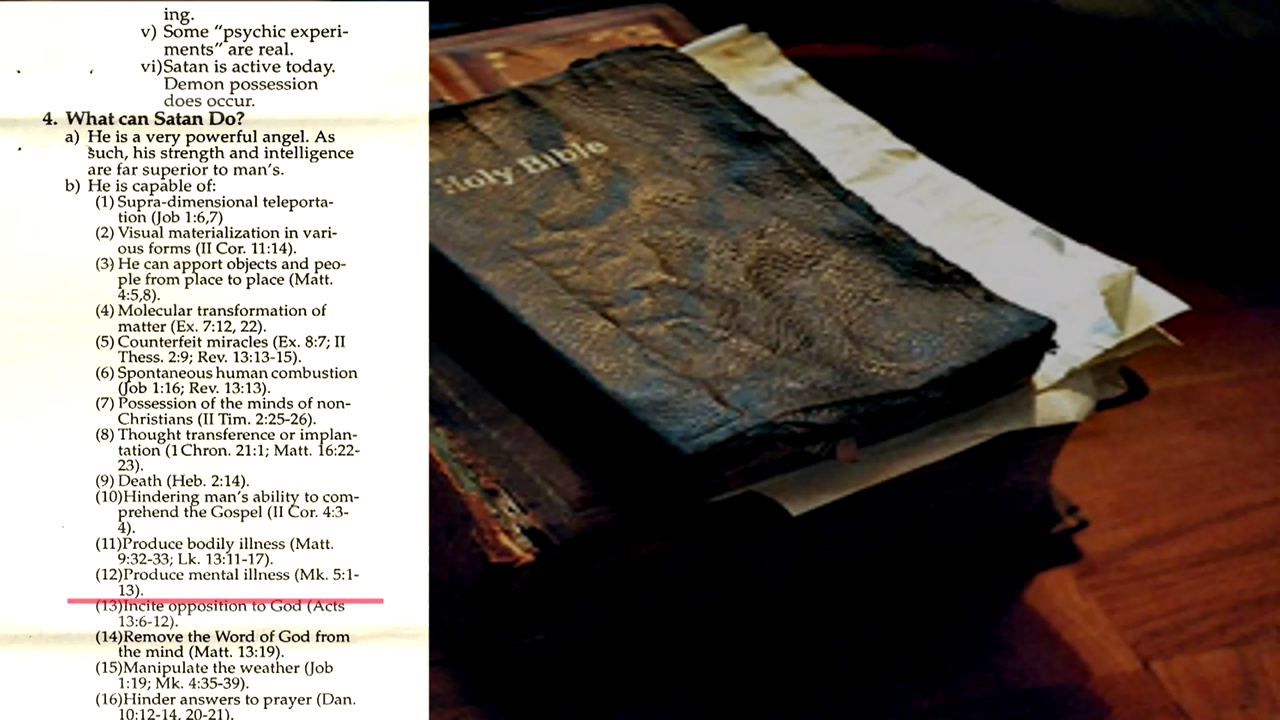 ing.
v) Some “psychic experi-
ments” are real.
vi)Satan is active today.
Demon possession
does occur.
4. What can Satan Do?
a) He is a very powerful angel. As
such, his strength and intelligence
are far superior to man's.
b) He is capable of:
(1) Supra-dimensional teleporta-
tion (Job 1:6,7)
(2) Visual materialization in vari-
ous forms (II Cor. 11:14).
(3) He can apport objects and peo-
ple from place to place (Matt.
4:5,8).
(4) Molecular transformation of
matter (Ex. 7:12, 22).
(5) Counterfeit miracles (Ex. 8:7; II
Thess. 2:9; Rev. 13:13-15).
(6) Spontaneous human combustion
(Job 1:16; Rev. 13:13).
(7) Possession of the minds of non-
Christians (II Tim. 2:25-26).
(8) Thought transference or implan-
tation (1 Chron. 21:1; Matt. 16:22-
23).
(9) Death (Heb. 2:14).
(10)Hindering man's ability to com-
prehend the Gospel (II Cor. 4:3-
4).
(11)Produce bodily illness (Matt.
9:32-33; Lk. 13:11-17).
(12)Produce mental illness (Mk. 5:1-
13).
(13)Incite opposition to God (Acts
13:6-12).
(14)Remove the Word of God from
the mind (Matt. 13:19).
(15)Manipulate the weather (Job
1:19; Mk. 4:35-39).
(16)Hinder answers to prayer (Dan.
10:12-14, 20-21).
Holy Bible